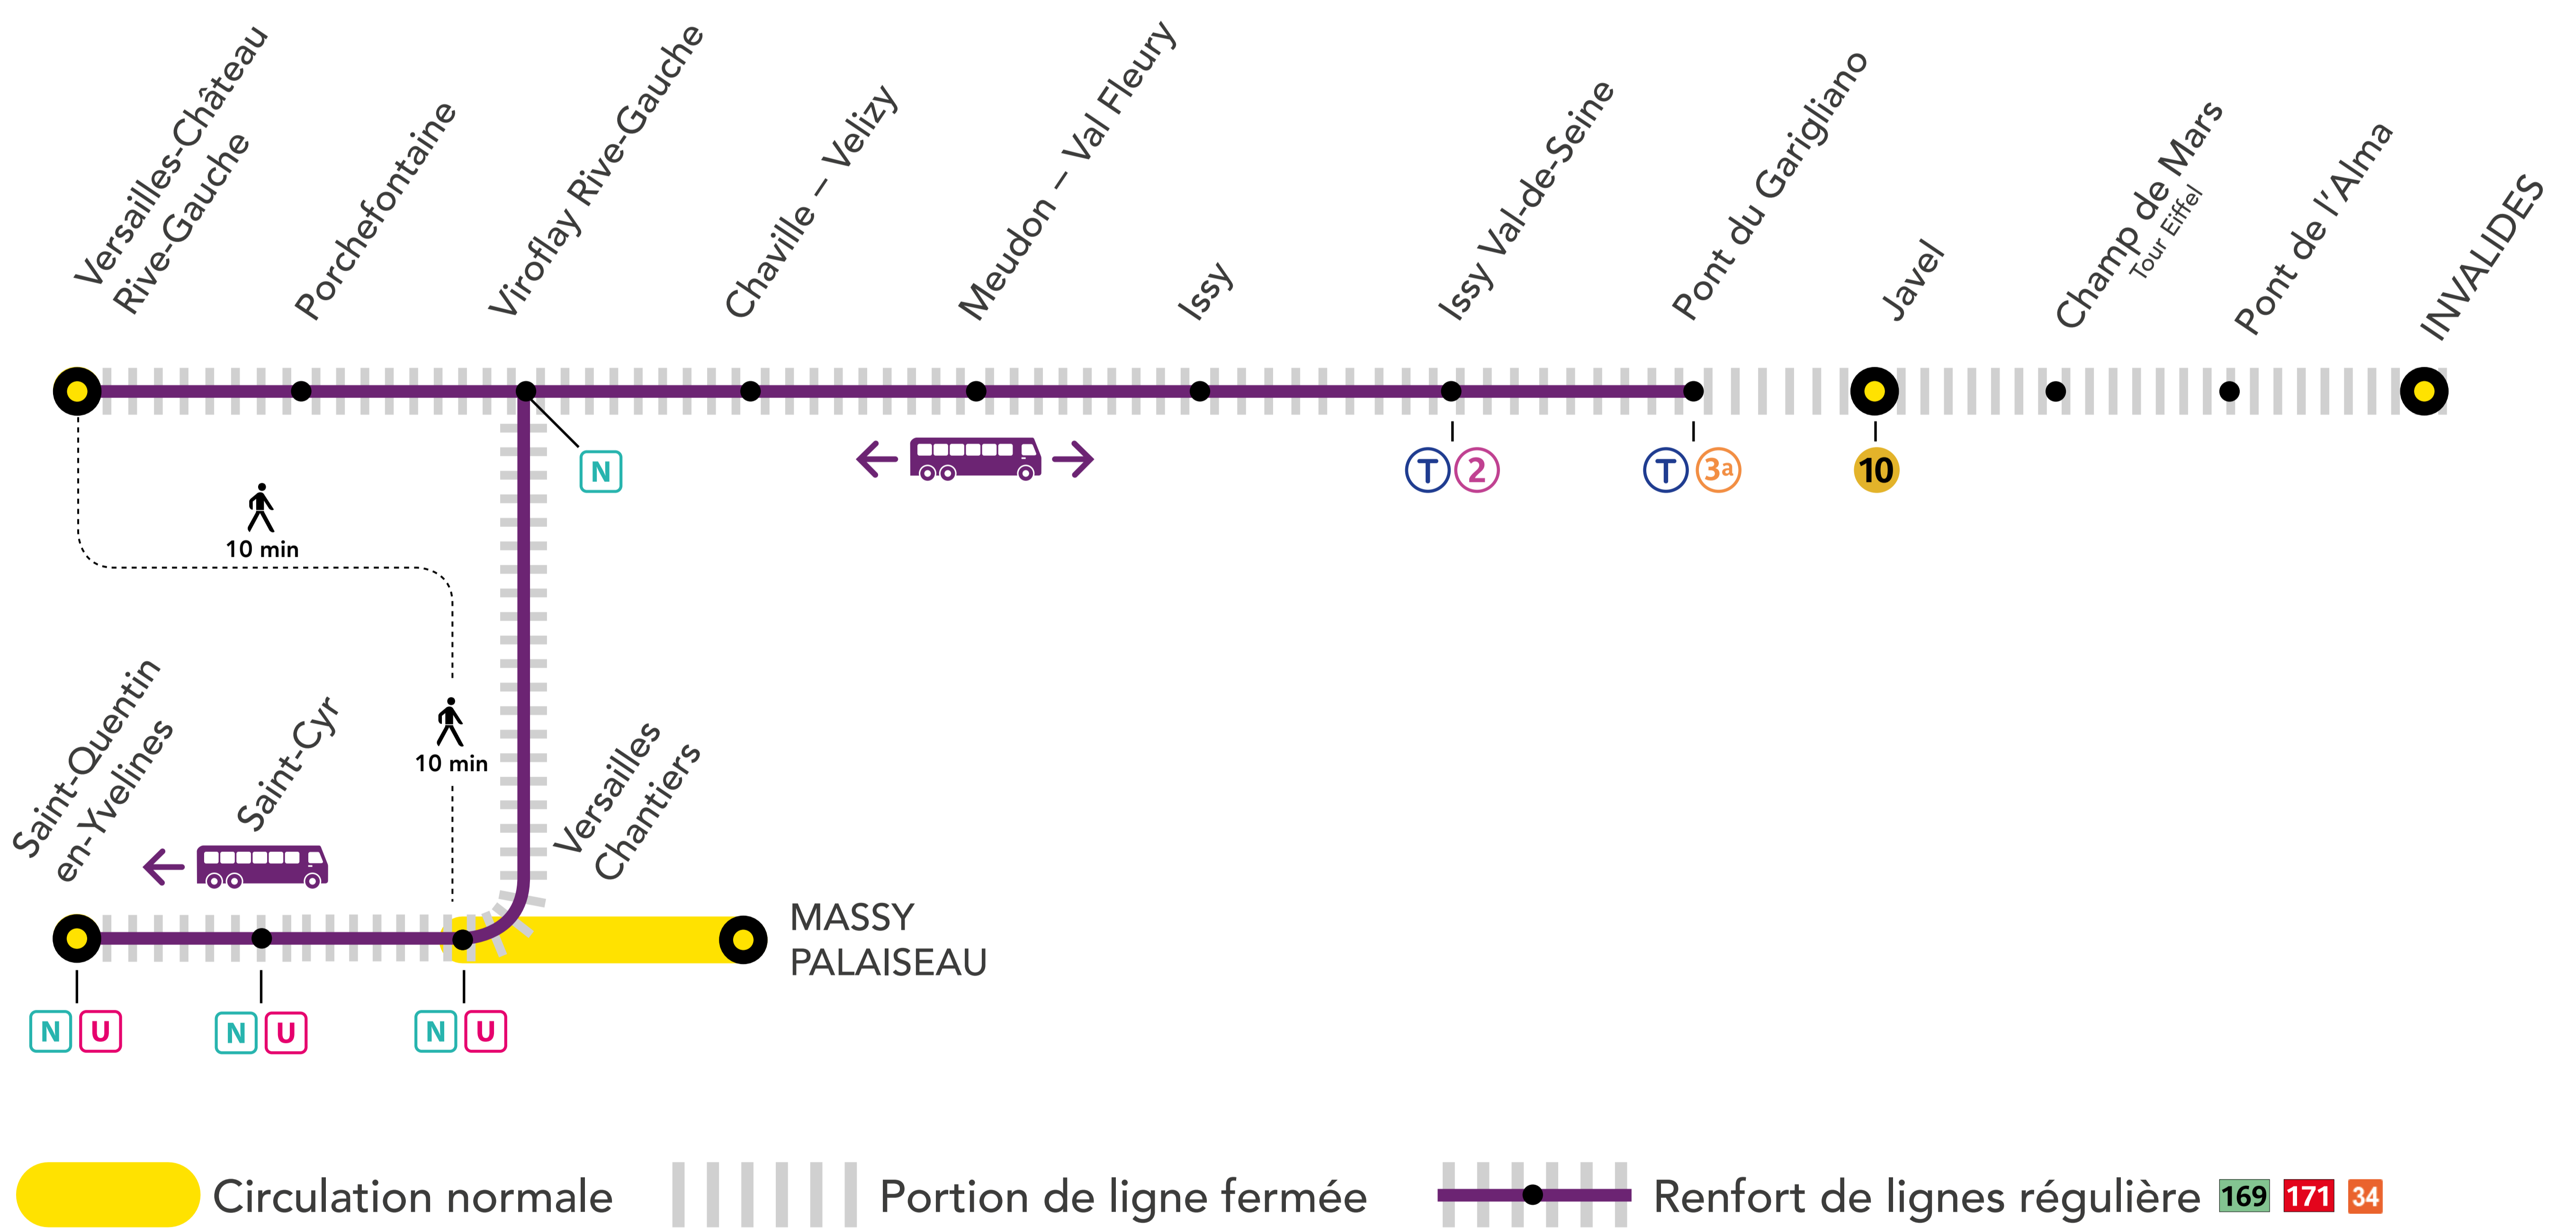 Versailles-Château
Rive-Gauche
Porchefontaine
Viroflay Rive-Gauche
Chaville – Velizy
Meudon – Val Fleury
Issy
Issy Val-de-Seine
Pont du Garigliano
Javel
Champ de Mars
Tour Eiffel
Pont de l'Alma
INVALIDES
N
T 2
T 3a
10
10 min
10 min
Saint-Quentin
en-Yvelines
Saint-Cyr
Versailles
Chantiers
MASSY
PALAISEAU
N U
N U
N U
Circulation normale
Portion de ligne fermée
Renfort de lignes régulière 169 171 34